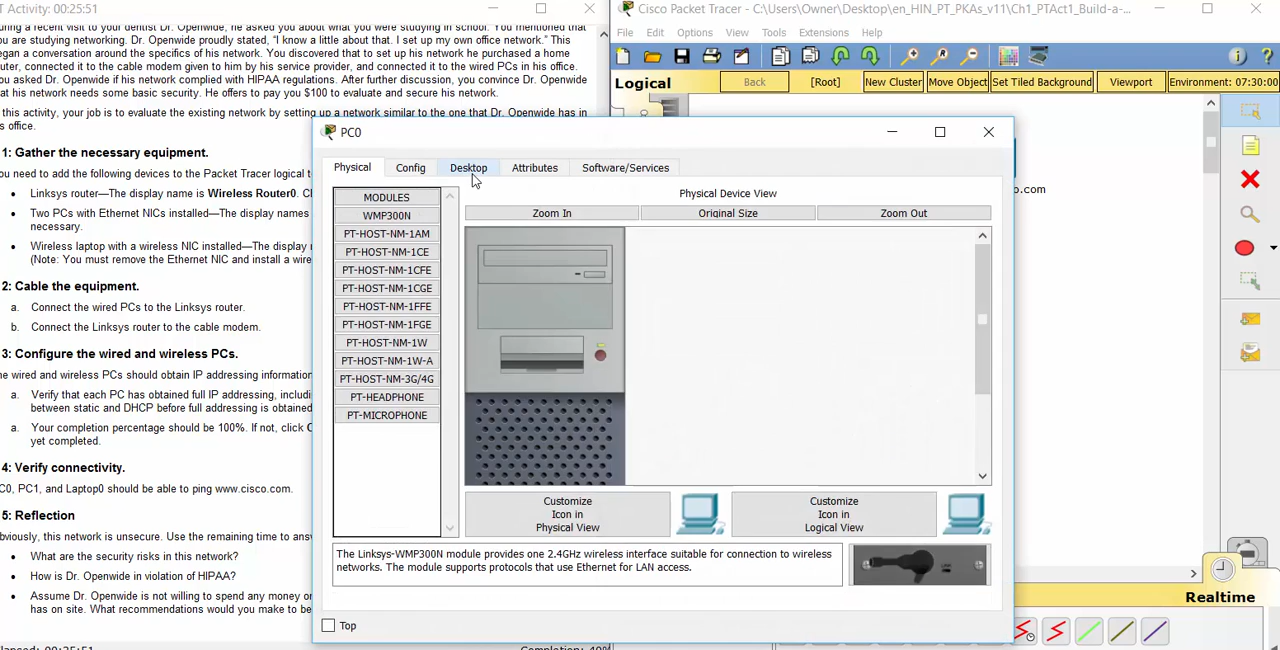 T Activity: 00:25:51
uring a recent visit to your dentist Dr. Openwide, he asked you about what you were studying in school. You mentioned that
ou are studying networking. Dr. Openwide proudly stated, "I know a little about that. I set up my own office network." This
egan a conversation around the specifics of his network. You discovered that to set up his network he purchased a home
outer, connected it to the cable modem given to him by his service provider, and connected it to the wired PCs in his office.
ou asked Dr. Openwide if his network complied with HIPAA regulations. After further discussion, you convince Dr. Openwide
hat his network needs some basic security. He offers to pay you $100 to evaluate and secure his network.
this activity, your job is to evaluate the existing network by setting up a network similar to the one that Dr. Openwide has in
is office.
1: Gather the necessary equipment.
ou need to add the following devices to the Packet Tracer logical
• Linksys router—The display name is Wireless Router0. C
• Two PCs with Ethernet NICs installed—The display names
necessary.
• Wireless laptop with a wireless NIC installed—The display
(Note: You must remove the Ethernet NIC and install a wire
2: Cable the equipment.
a. Connect the wired PCs to the Linksys router.
b. Connect the Linksys router to the cable modem.
3: Configure the wired and wireless PCs.
he wired and wireless PCs should obtain IP addressing information
a. Verify that each PC has obtained full IP addressing, includi
between static and DHCP before full addressing is obtained
a. Your completion percentage should be 100%. If not, click C
yet completed.
4: Verify connectivity.
C0, PC1, and Laptop0 should be able to ping www.cisco.com.
5: Reflection
bviously, this network is unsecure. Use the remaining time to ans
• What are the security risks in this network?
• How is Dr. Openwide in violation of HIPAA?
• Assume Dr. Openwide is not willing to spend any money or
has on site. What recommendations would you make to be
lapsed: 00:25:51
Completion: 40%
Cisco Packet Tracer - C:\Users\Owner\Desktop\en_HIN_PT_PKAs_v11\Ch1_PTAct1_Build-a-...
File Edit Options View Tools Extensions Help
Logical
Back
[Root]
New Cluster
Move Object
Set Tiled Background
Viewport
Environment: 07:30:00
o.com
PC0
Physical
Config
Desktop
Attributes
Software/Services
MODULES
WMP300N
PT-HOST-NM-1AM
PT-HOST-NM-1CE
PT-HOST-NM-1CFE
PT-HOST-NM-1CGE
PT-HOST-NM-1FFE
PT-HOST-NM-1FGE
PT-HOST-NM-1W
PT-HOST-NM-1W-A
PT-HOST-NM-3G/4G
PT-HEADPHONE
PT-MICROPHONE
Physical Device View
Zoom In
Original Size
Zoom Out
Customize
Icon in
Physical View
Customize
Icon in
Logical View
The Linksys-WMP300N module provides one 2.4GHz wireless interface suitable for connection to wireless
networks. The module supports protocols that use Ethernet for LAN access.
Top
Realtime